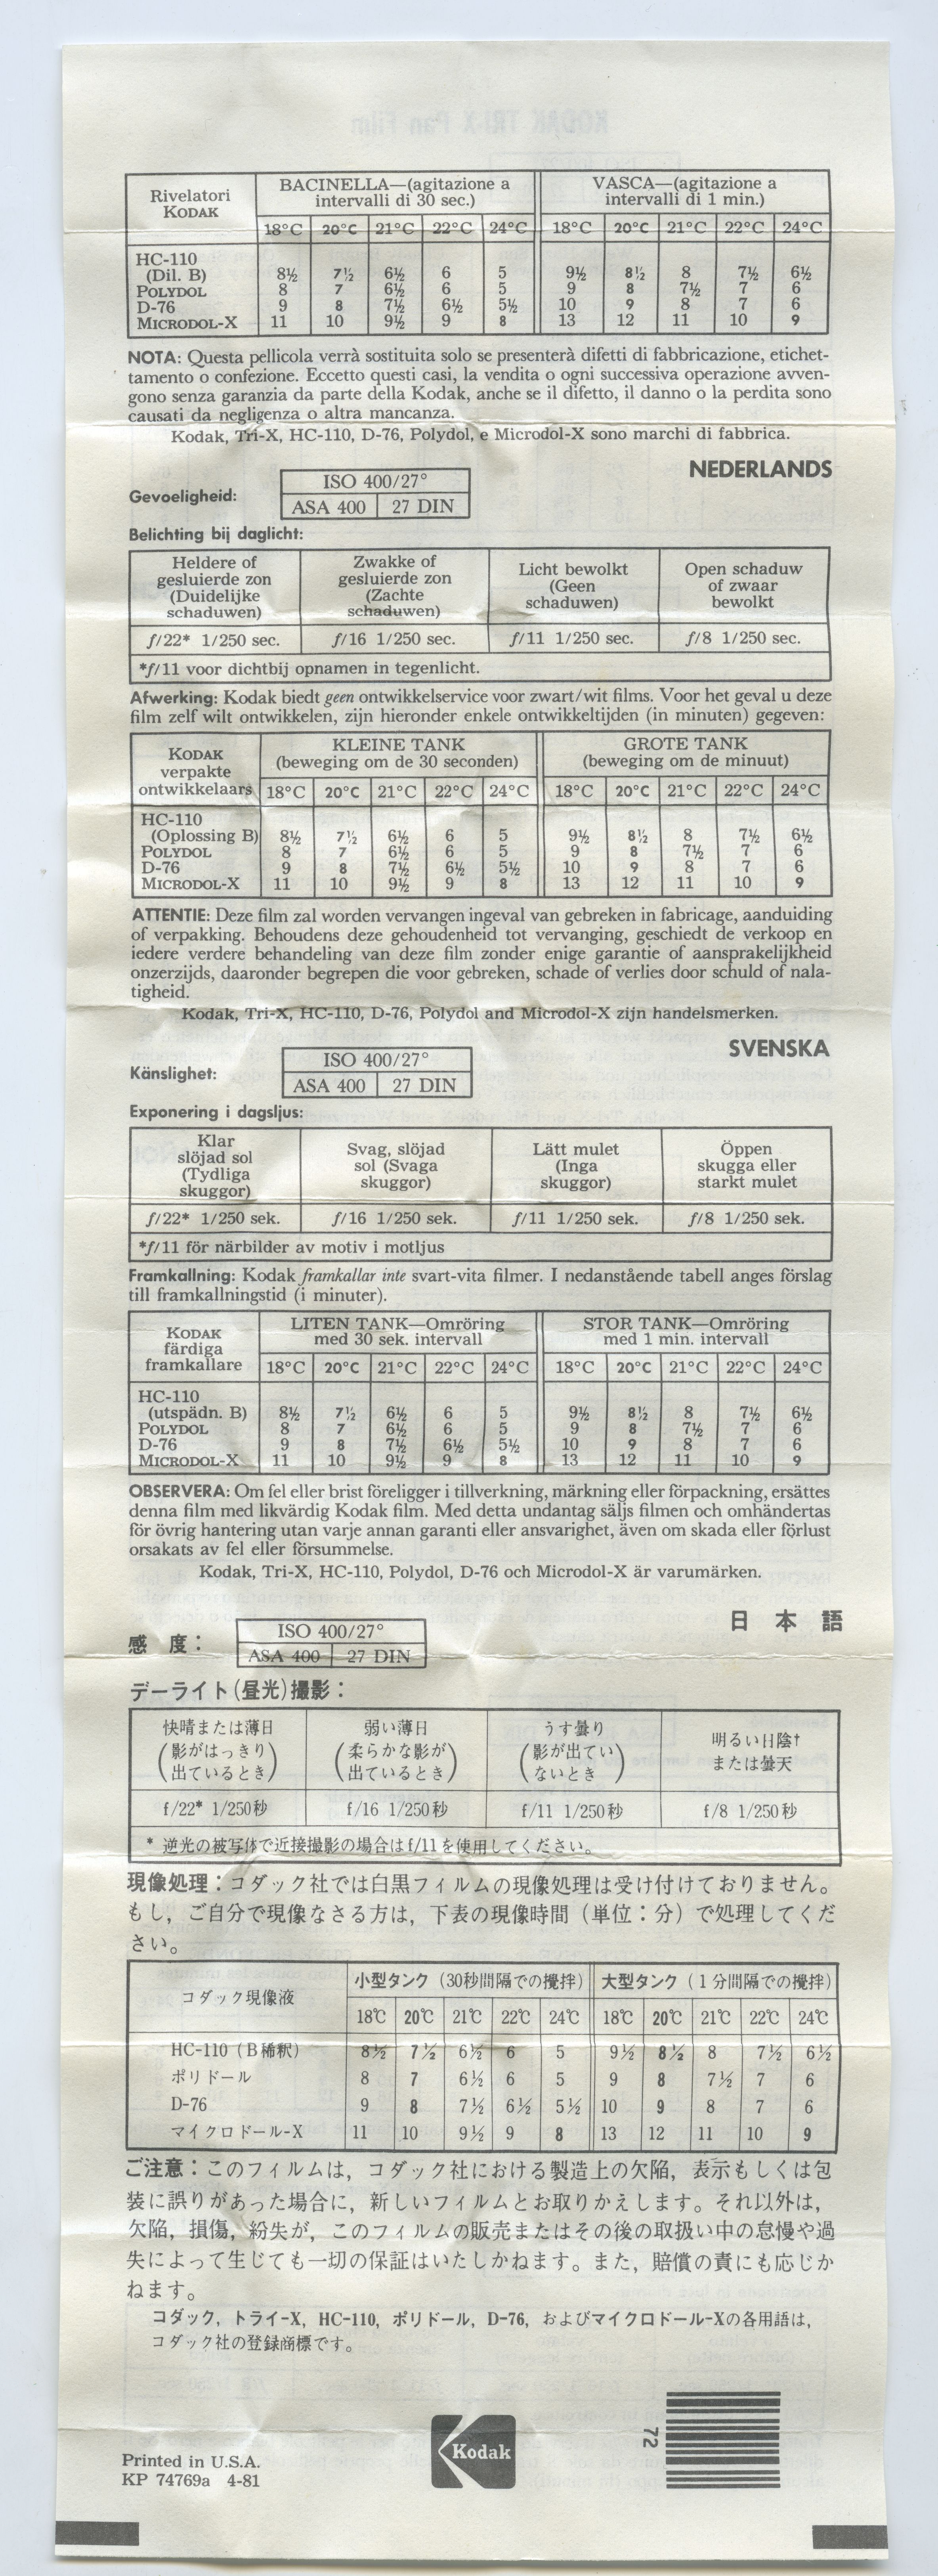 Rivelatori KODAK
BACINELLA—(agitazione a intervalli di 30 sec.)
VASCA—(agitazione a intervalli di 1 min.)
18°C 20°C 21°C 22°C 24°C 18°C 20°C 21°C 22°C 24°C
HC-110
(Dil. B) 8½ 7½ 6½ 6 5 9½ 8½ 8 7½ 6½
POLYDOL 8 7 6½ 6 5 9 8 7½ 7 6
D-76 9 8 7½ 6½ 5½ 10 9 8 7 6
MICRODOL-X 11 10 9½ 9 8 13 12 11 10 9
NOTA: Questa pellicola verrà sostituita solo se presenterà difetti di fabbricazione, etichet-
tamento o confezione. Eccetto questi casi, la vendita o ogni successiva operazione avven-
gono senza garanzia da parte della Kodak, anche se il difetto, il danno o la perdita sono
causati da negligenza o altra mancanza.
Kodak, Tri-X, HC-110, D-76, Polydol, e Microdol-X sono marchi di fabbrica.
NEDERLANDS
Gevoeligheid:
ISO 400/27°
ASA 400 27 DIN
Belichting bij daglicht:
Heldere of gesluierde zon (Duidelijke schaduwen)
Zwakke of gesluierde zon (Zachte schaduwen)
Licht bewolkt (Geen schaduwen)
Open schaduw of zwaar bewolkt
f/22* 1/250 sec. f/16 1/250 sec. f/11 1/250 sec. f/8 1/250 sec.
*f/11 voor dichtbij opnamen in tegenlicht.
Afwerking: Kodak biedt geen ontwikkelservice voor zwart/wit films. Voor het geval u deze
film zelf wilt ontwikkelen, zijn hieronder enkele ontwikkeltijden (in minuten) gegeven:
KODAK verpakte ontwikkelaars
KLEINE TANK (beweging om de 30 seconden)
GROTE TANK (beweging om de minuut)
18°C 20°C 21°C 22°C 24°C 18°C 20°C 21°C 22°C 24°C
HC-110
(Oplossing B) 8½ 7½ 6½ 6 5 9½ 8½ 8 7½ 6½
POLYDOL 8 7 6½ 6 5 9 8 7½ 7 6
D-76 9 8 7½ 6½ 5½ 10 9 8 7 6
MICRODOL-X 11 10 9½ 9 8 13 12 11 10 9
ATTENTIE: Deze film zal worden vervangen ingeval van gebreken in fabricage, aanduiding
of verpakking. Behoudens deze gehoudenheid tot vervanging, geschiedt de verkoop en
iedere verdere behandeling van deze film zonder enige garantie of aansprakelijkheid
onzerzijds, daaronder begrepen die voor gebreken, schade of verlies door schuld of nala-
tigheid.
Kodak, Tri-X, HC-110, D-76, Polydol and Microdol-X zijn handelsmerken.
SVENSKA
Känslighet:
ISO 400/27°
ASA 400 27 DIN
Exponering i dagsljus:
Klar slöjad sol (Tydliga skuggor)
Svag, slöjad sol (Svaga skuggor)
Lätt mulet (Inga skuggor)
Öppen skugga eller starkt mulet
f/22* 1/250 sek. f/16 1/250 sek. f/11 1/250 sek. f/8 1/250 sek.
*f/11 för närbilder av motiv i motljus
Framkallning: Kodak framkallar inte svart-vita filmer. I nedanstående tabell anges förslag
till framkallningstid (i minuter).
KODAK färdiga framkallare
LITEN TANK—Omröring med 30 sek. intervall
STOR TANK—Omröring med 1 min. intervall
18°C 20°C 21°C 22°C 24°C 18°C 20°C 21°C 22°C 24°C
HC-110
(utspädn. B) 8½ 7½ 6½ 6 5 9½ 8½ 8 7½ 6½
POLYDOL 8 7 6½ 6 5 9 8 7½ 7 6
D-76 9 8 7½ 6½ 5½ 10 9 8 7 6
MICRODOL-X 11 10 9½ 9 8 13 12 11 10 9
OBSERVERA: Om fel eller brist föreligger i tillverkning, märkning eller förpackning, ersättes
denna film med likvärdig Kodak film. Med detta undantag säljs filmen och omhändertas
för övrig hantering utan varje annan garanti eller ansvarighet, även om skada eller förlust
orsakats av fel eller försummelse.
Kodak, Tri-X, HC-110, Polydol, D-76 och Microdol-X är varumärken.
日本語
感度：
ISO 400/27°
ASA 400 27 DIN
デーライト(昼光)撮影：
快晴または薄日 (影がはっきり出ているとき)
弱い薄日 (柔らかな影が出ているとき)
うす曇り (影が出ていないとき)
明るい日陰† または曇天
f/22* 1/250秒 f/16 1/250秒 f/11 1/250秒 f/8 1/250秒
* 逆光の被写体で近接撮影の場合はf/11を使用してください。
現像処理：コダック社では白黒フィルムの現像処理は受け付けておりません。
もし，ご自分で現像なさる方は，下表の現像時間（単位：分）で処理してくだ
さい。
コダック現像液
小型タンク（30秒間隔での攪拌）
大型タンク（1分間隔での攪拌）
18℃ 20℃ 21℃ 22℃ 24℃ 18℃ 20℃ 21℃ 22℃ 24℃
HC-110（B稀釈） 8½ 7½ 6½ 6 5 9½ 8½ 8 7½ 6½
ポリドール 8 7 6½ 6 5 9 8 7½ 7 6
D-76 9 8 7½ 6½ 5½ 10 9 8 7 6
マイクロドール-X 11 10 9½ 9 8 13 12 11 10 9
ご注意：このフィルムは，コダック社における製造上の欠陥，表示もしくは包
装に誤りがあった場合に，新しいフィルムとお取りかえします。それ以外は，
欠陥，損傷，紛失が，このフィルムの販売またはその後の取扱い中の怠慢や過
失によって生じても一切の保証はいたしかねます。また，賠償の責にも応じか
ねます。
コダック，トライ-X，HC-110，ポリドール，D-76，およびマイクロドール-Xの各用語は，
コダック社の登録商標です。
Kodak
72
Printed in U.S.A.
KP 74769a 4-81